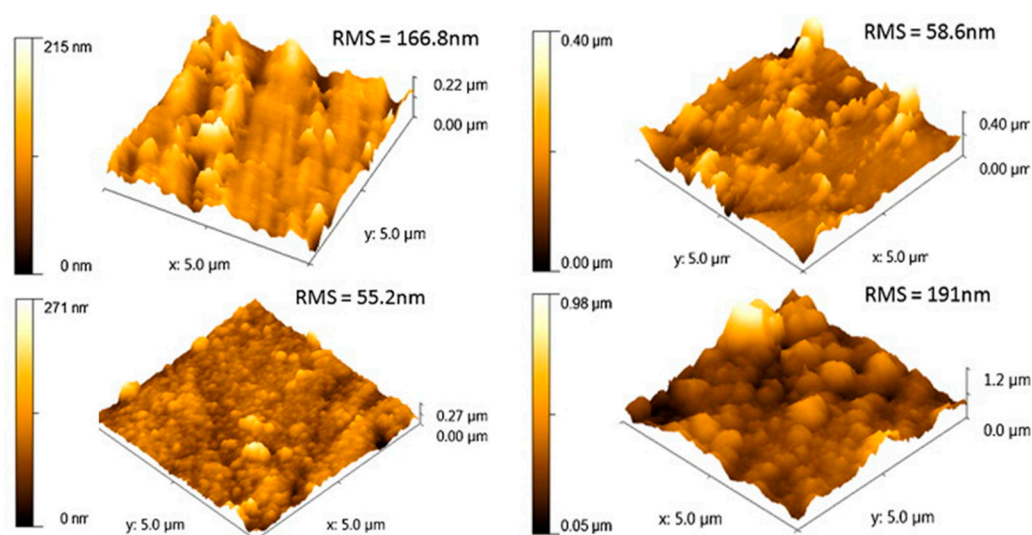 215 nm
RMS = 166.8nm
0.22 µm
0.00 µm
y: 5.0 µm
x: 5.0 µm
0 nm
0.40 µm
RMS = 58.6nm
0.40 µm
0.00 µm
y: 5.0 µm
x: 5.0 µm
0.00 µm
271 nm
RMS = 55.2nm
0.27 µm
0.00 µm
y: 5.0 µm
x: 5.0 µm
0 nm
0.98 µm
RMS = 191nm
1.2 µm
0.0 µm
x: 5.0 µm
y: 5.0 µm
0.05 µm